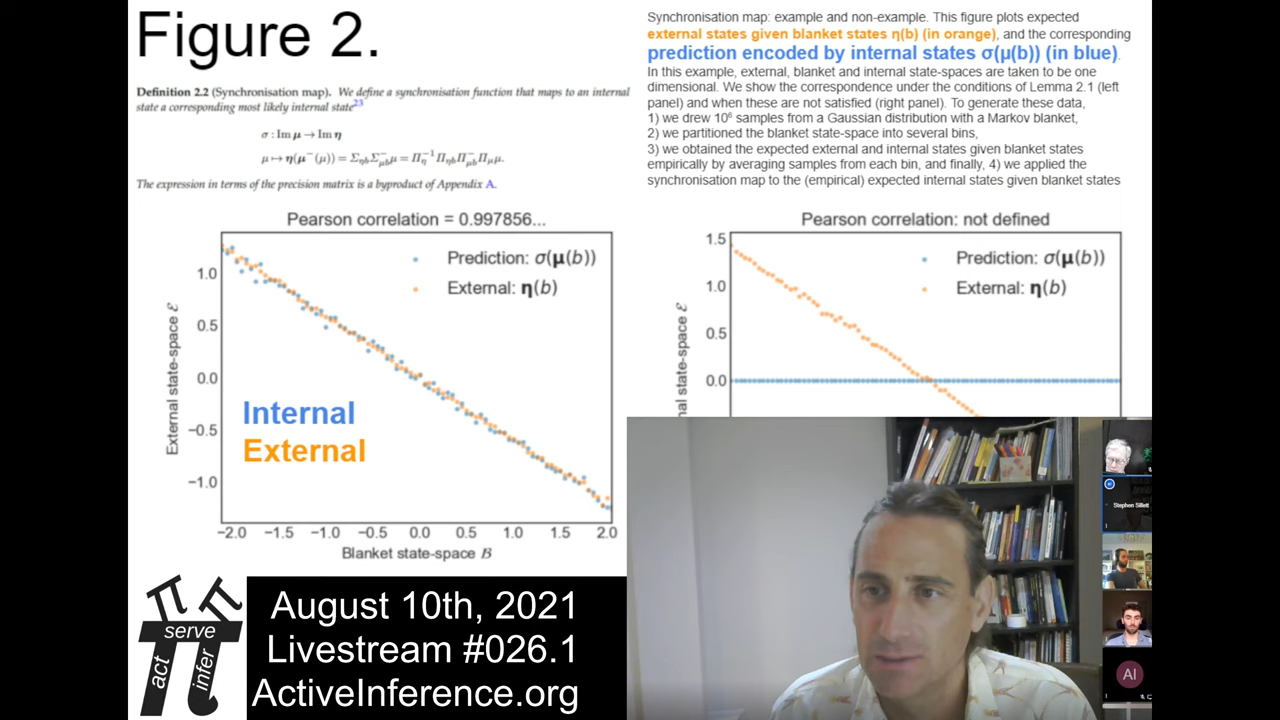 Figure 2.
Definition 2.2 (Synchronisation map). We define a synchronisation function that maps to an internal
state a corresponding most likely internal state23
σ : Im μ → Im η
μ ↦ η(μ⁻(μ)) = Σηb Σ⁻μb μ = Πη⁻¹ Πηb Π⁻μb Πμ μ.
The expression in terms of the precision matrix is a byproduct of Appendix A.
Synchronisation map: example and non-example. This figure plots expected
external states given blanket states η(b) (in orange), and the corresponding
prediction encoded by internal states σ(μ(b)) (in blue).
In this example, external, blanket and internal state-spaces are taken to be one
dimensional. We show the correspondence under the conditions of Lemma 2.1 (left
panel) and when these are not satisfied (right panel). To generate these data,
1) we drew 10⁶ samples from a Gaussian distribution with a Markov blanket,
2) we partitioned the blanket state-space into several bins,
3) we obtained the expected external and internal states given blanket states
empirically by averaging samples from each bin, and finally, 4) we applied the
synchronisation map to the (empirical) expected internal states given blanket states
Pearson correlation = 0.997856...
Prediction: σ(μ(b))
External: η(b)
External state-space ℰ
1.0
0.5
0.0
−0.5
−1.0
Internal
External
−2.0 −1.5 −1.0 −0.5 0.0 0.5 1.0 1.5 2.0
Blanket state-space ℬ
Pearson correlation: not defined
Prediction: σ(μ(b))
External: η(b)
nal state-space ℰ
1.5
1.0
0.5
0.0
act
serve
infer
August 10th, 2021
Livestream #026.1
ActiveInference.org
Stephen Sillett
AI